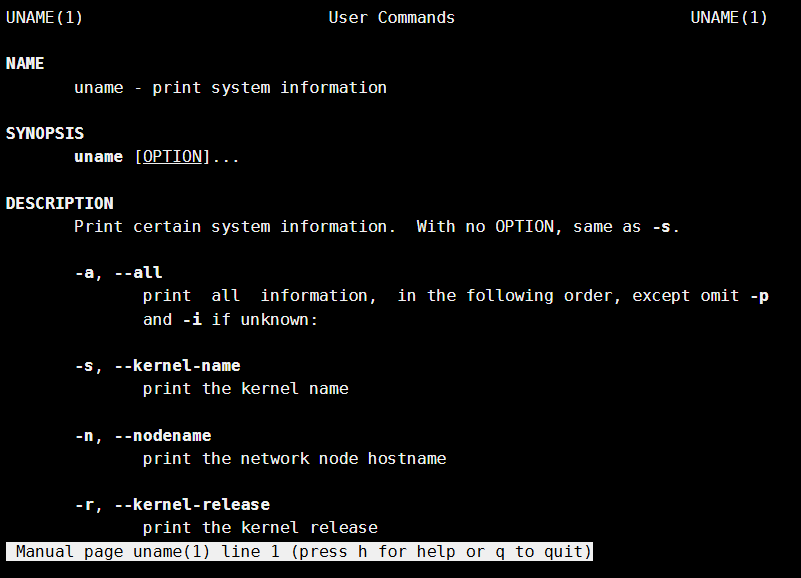 UNAME(1) User Commands UNAME(1)
NAME
uname - print system information
SYNOPSIS
uname [OPTION]...
DESCRIPTION
Print certain system information. With no OPTION, same as -s.
-a, --all
print all information, in the following order, except omit -p
and -i if unknown:
-s, --kernel-name
print the kernel name
-n, --nodename
print the network node hostname
-r, --kernel-release
print the kernel release
Manual page uname(1) line 1 (press h for help or q to quit)